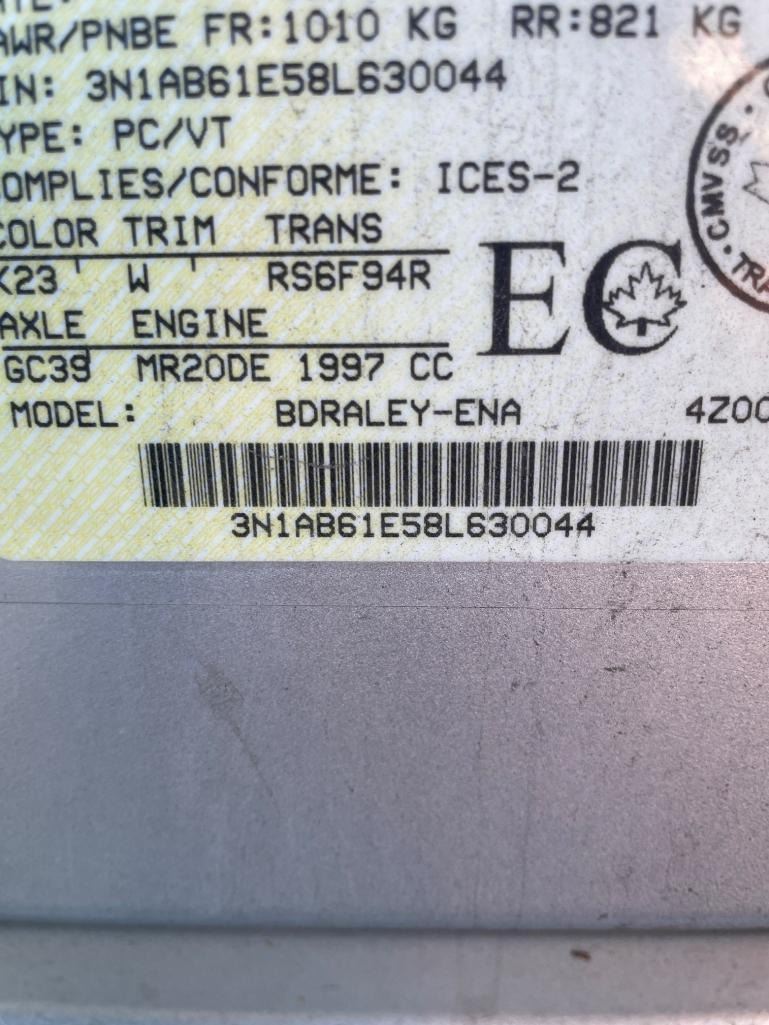 AWR/PNBE FR:1010 KG RR:821 KG
IN: 3N1AB61E58L630044
YPE: PC/VT
OMPLIES/CONFORME: ICES-2
COLOR TRIM TRANS
K23 W RS6F94R
AXLE ENGINE
GC39 MR20DE 1997 CC
EC
MODEL: BDRALEY-ENA 4Z00
3N1AB61E58L630044
CMVSS